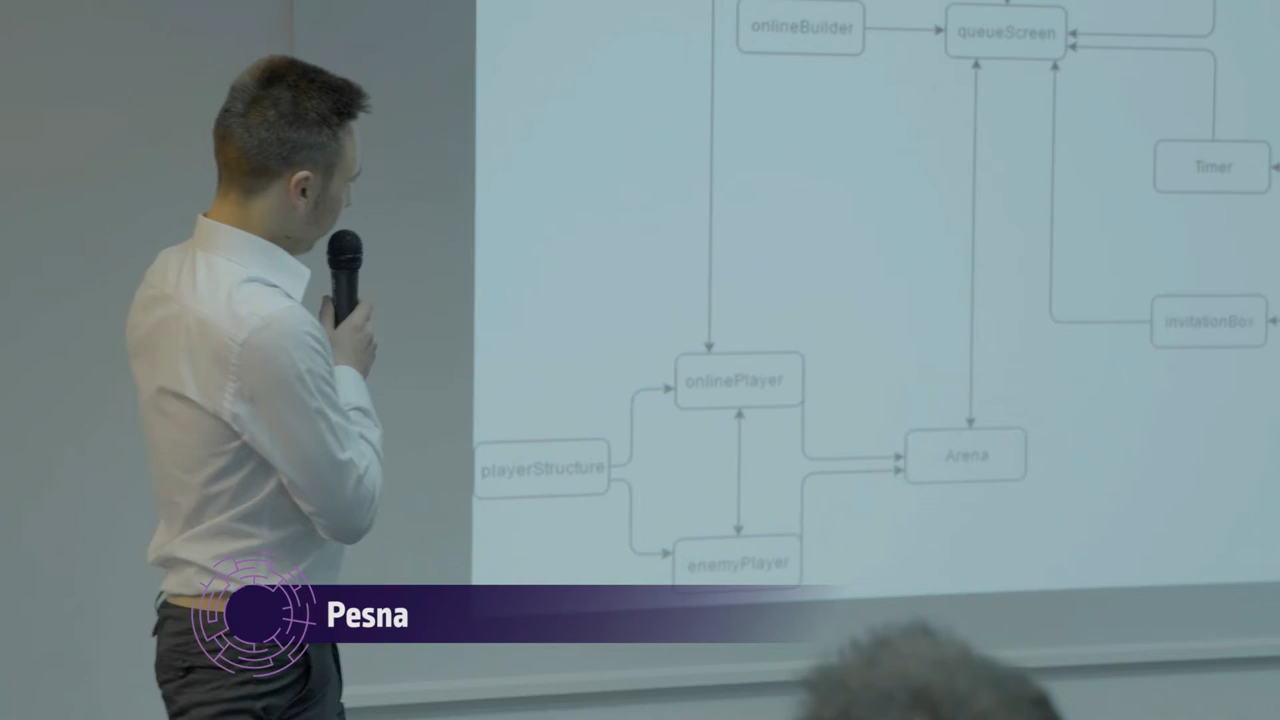 onlineBuilder
queueScreen
Timer
invitationBox
onlinePlayer
Arena
playerStructure
enemyPlayer
Pesna